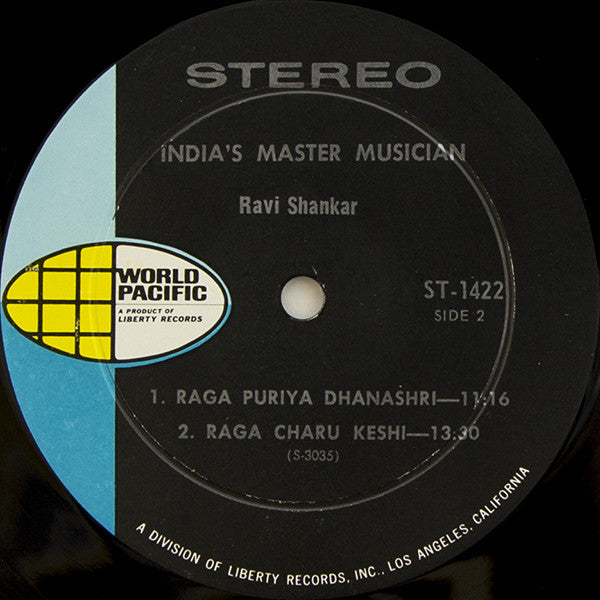 STEREO
INDIA'S MASTER MUSICIAN
Ravi Shankar
WORLD
PACIFIC
A PRODUCT OF
LIBERTY RECORDS
ST-1422
SIDE 2
1. RAGA PURIYA DHANASHRI—11:16
2. RAGA CHARU KESHI—13:30
(S-3035)
A DIVISION OF LIBERTY RECORDS, INC., LOS ANGELES, CALIFORNIA